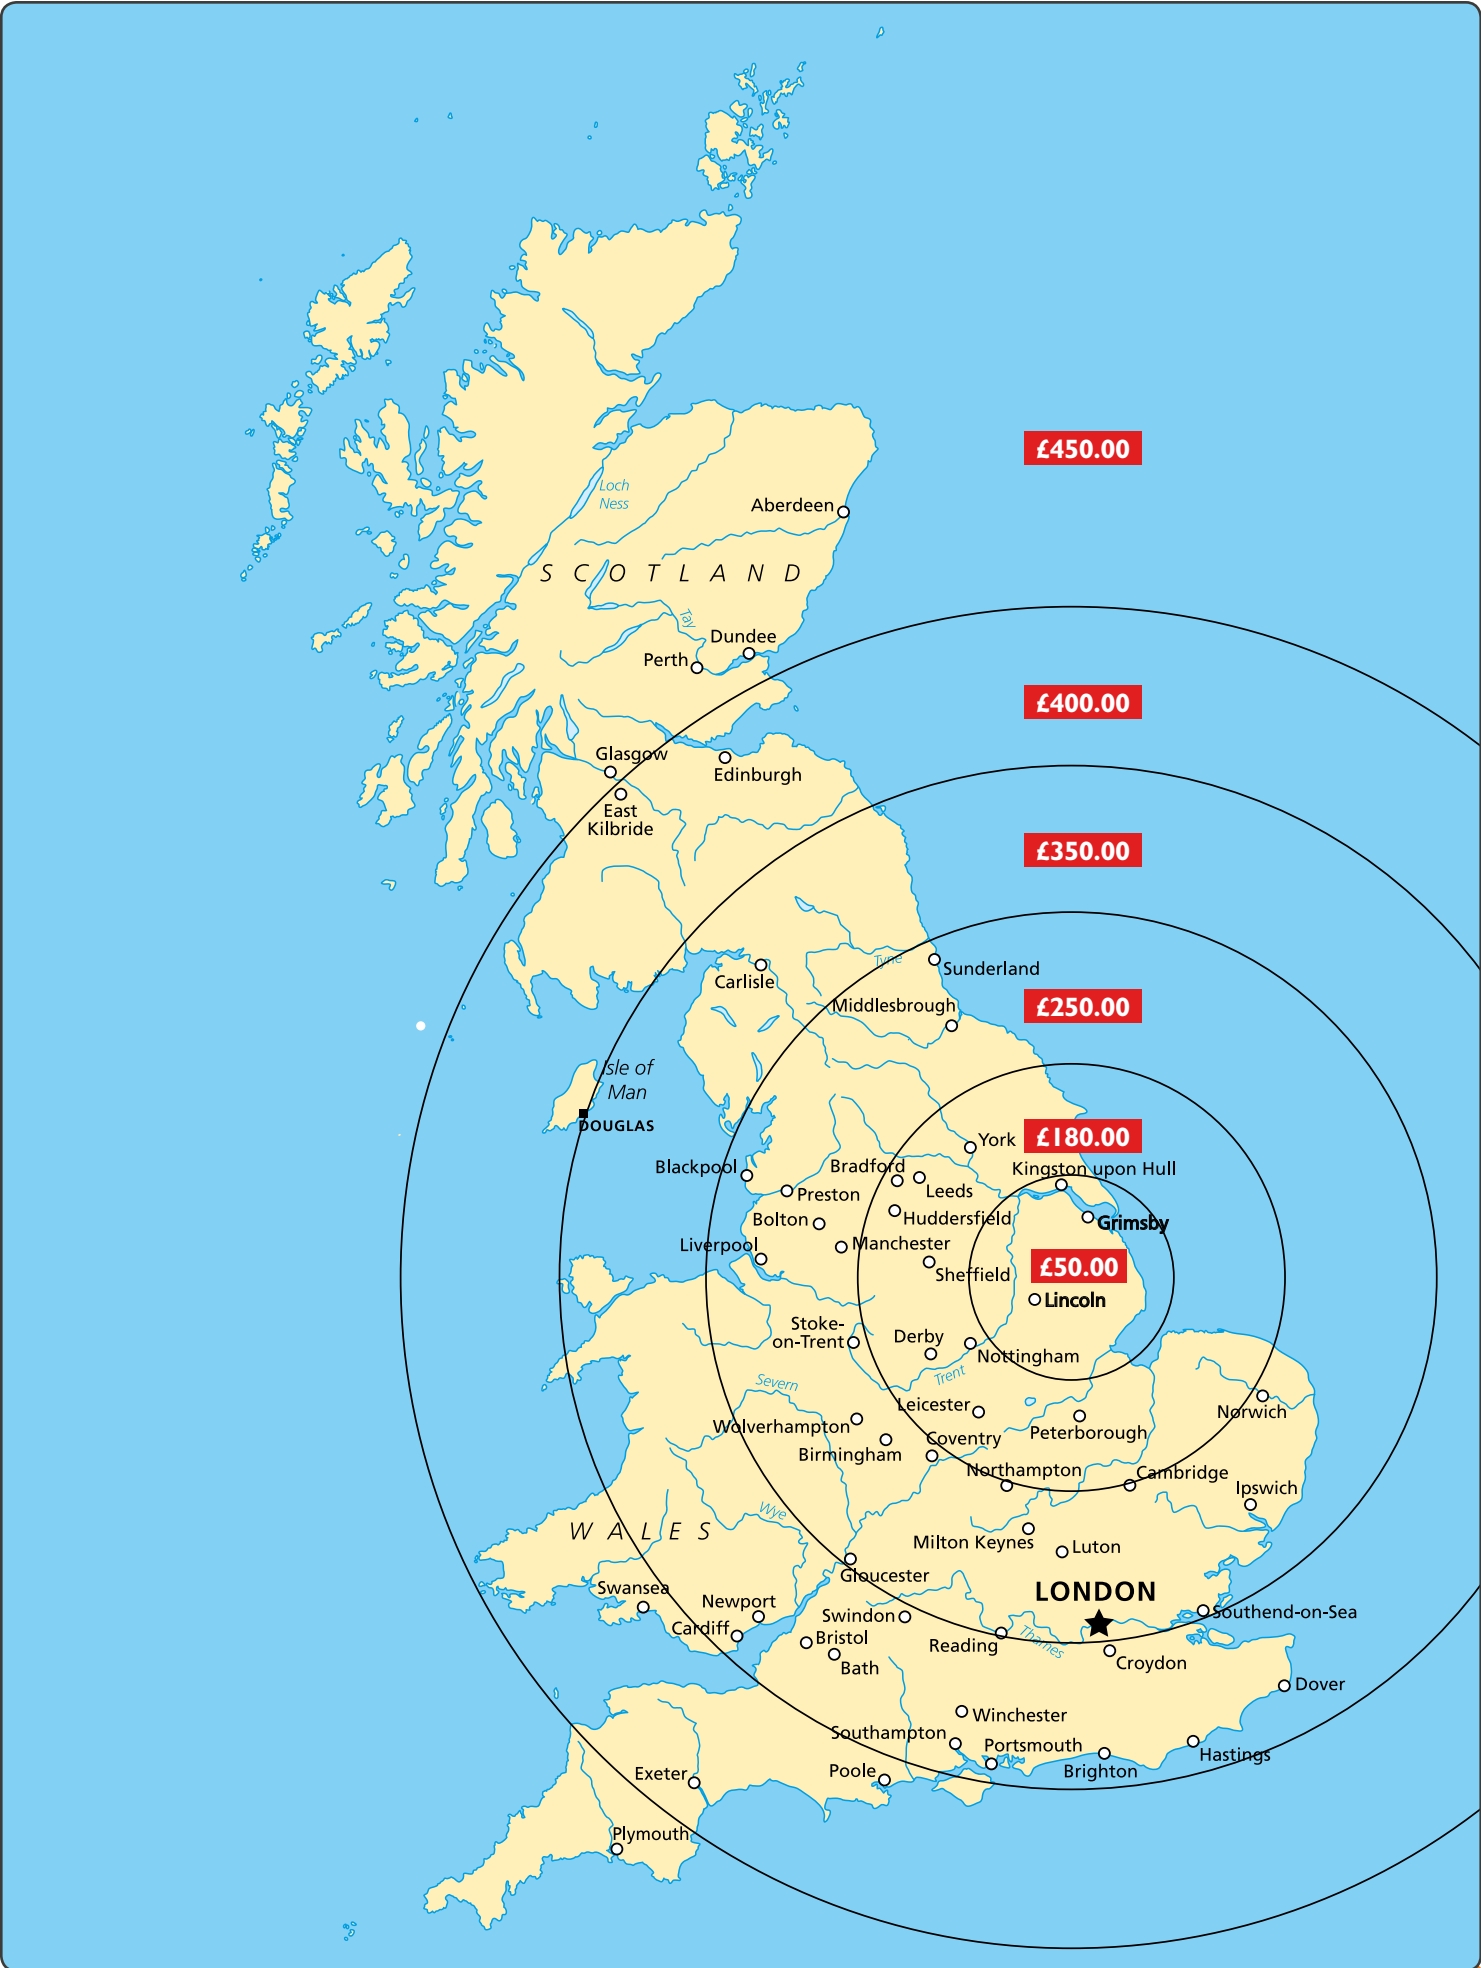 £450.00
Loch
Ness
Aberdeen
SCOTLAND
Tay
Dundee
Perth
£400.00
Glasgow
Edinburgh
East
Kilbride
£350.00
Tyne
Sunderland
Carlisle
Middlesbrough
£250.00
Isle of
Man
DOUGLAS
York
£180.00
Blackpool
Bradford
Kingston upon Hull
Preston
Leeds
Bolton
Huddersfield
Grimsby
Liverpool
Manchester
£50.00
Sheffield
Lincoln
Stoke-
on-Trent
Derby
Nottingham
Trent
Severn
Leicester
Norwich
Wolverhampton
Peterborough
Coventry
Birmingham
Northampton
Cambridge
Ipswich
Wye
WALES
Milton Keynes
Luton
Gloucester
Swansea
LONDON
Newport
Swindon
Southend-on-Sea
Cardiff
Bristol
Reading
Thames
Bath
Croydon
Dover
Winchester
Southampton
Portsmouth
Hastings
Exeter
Poole
Brighton
Plymouth